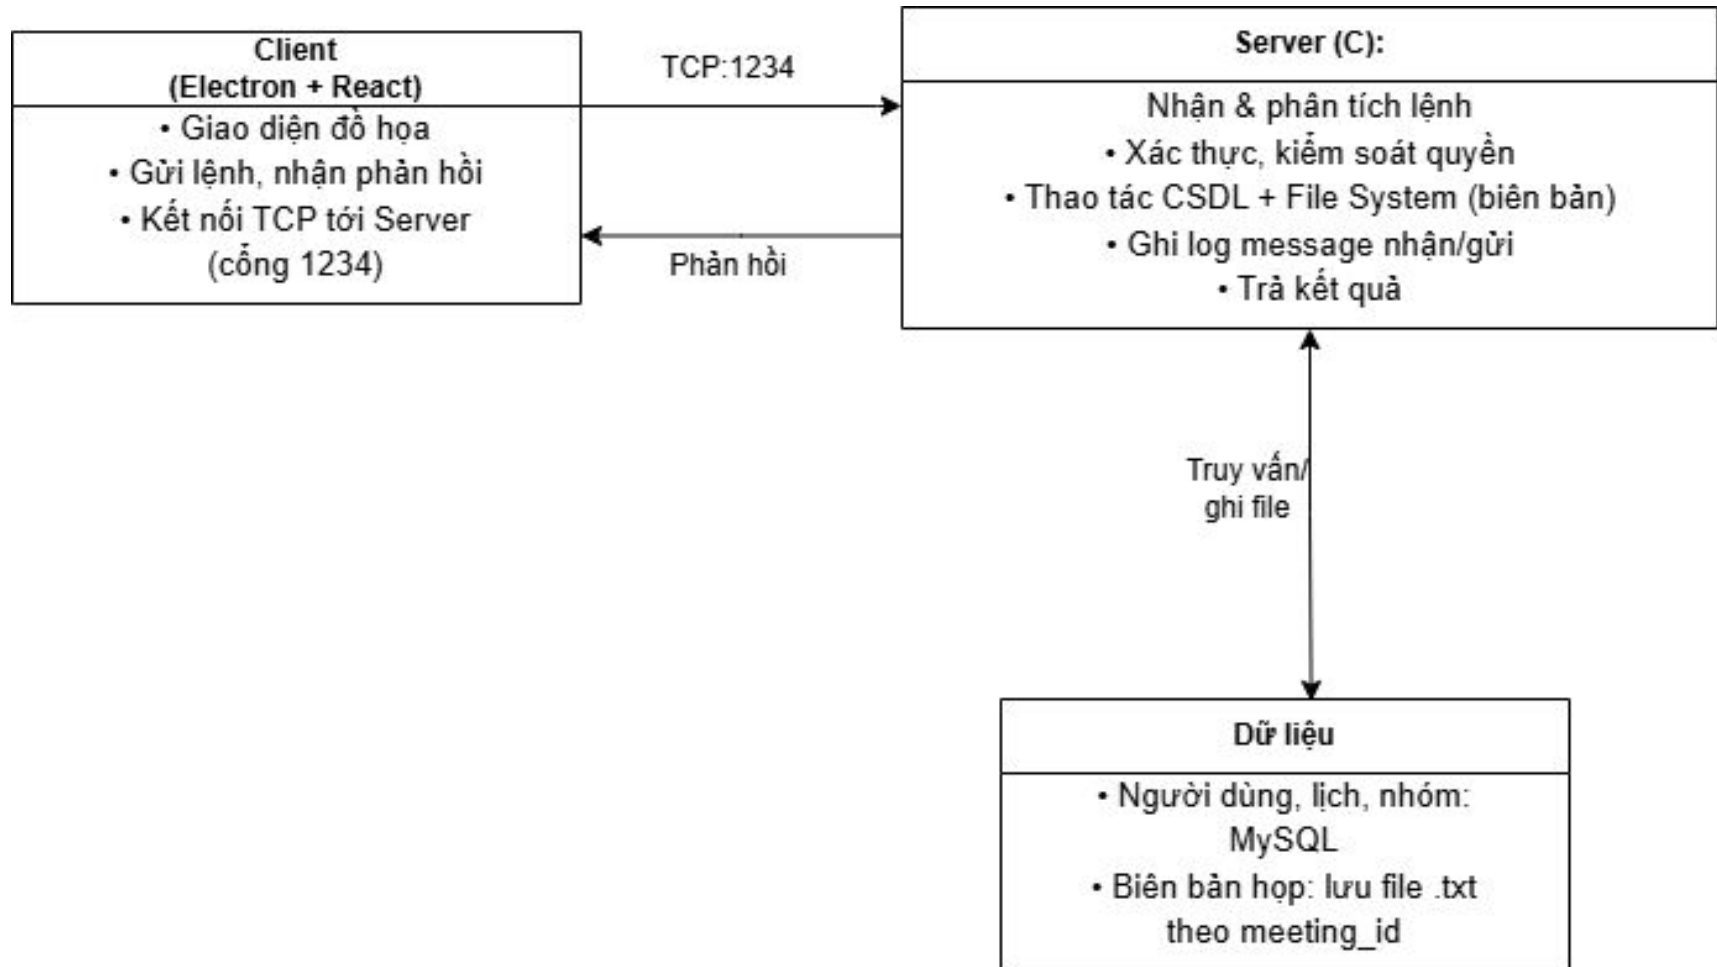 Client
(Electron + React)
• Giao diện đồ họa
• Gửi lệnh, nhận phản hồi
• Kết nối TCP tới Server
(cổng 1234)
TCP:1234
Phản hồi
Server (C):
Nhận & phân tích lệnh
• Xác thực, kiểm soát quyền
• Thao tác CSDL + File System (biên bản)
• Ghi log message nhận/gửi
• Trả kết quả
Truy vấn/
ghi file
Dữ liệu
• Người dùng, lịch, nhóm:
MySQL
• Biên bản họp: lưu file .txt
theo meeting_id